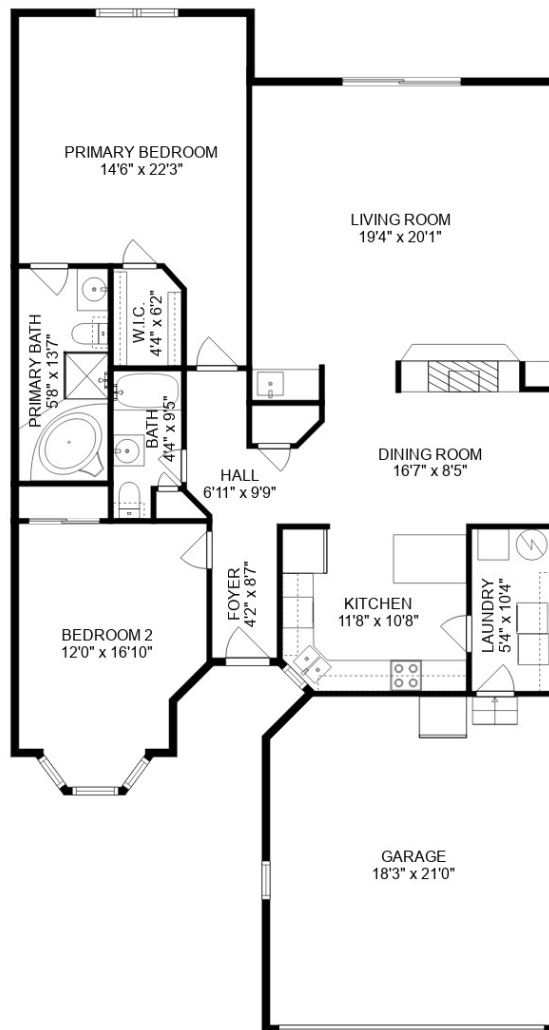 PRIMARY BEDROOM
14'6" x 22'3"
LIVING ROOM
19'4" x 20'1"
W.I.C.
4'4" x 6'2"
PRIMARY BATH
5'8" x 13'7"
BATH
4'4" x 9'5"
DINING ROOM
16'7" x 8'5"
HALL
6'11" x 9'9"
FOYER
4'2" x 8'7"
KITCHEN
11'8" x 10'8"
LAUNDRY
5'4" x 10'4"
BEDROOM 2
12'0" x 16'10"
GARAGE
18'3" x 21'0"